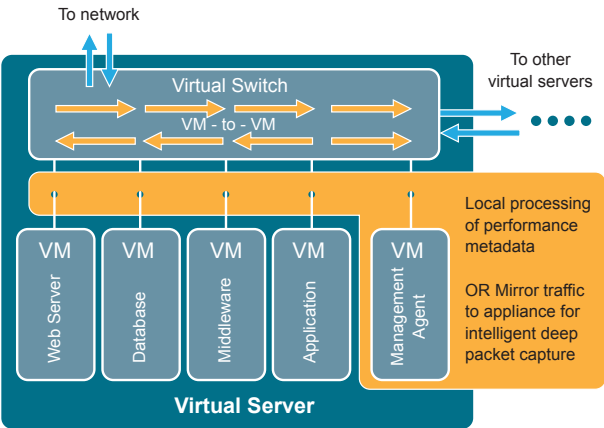 To network
To other
virtual servers
Virtual Switch
VM - to - VM
Local processing
of performance
metadata
OR Mirror traffic
to appliance for
intelligent deep
packet capture
VM
Web Server
VM
Database
VM
Middleware
VM
Application
VM
Management
Agent
Virtual Server